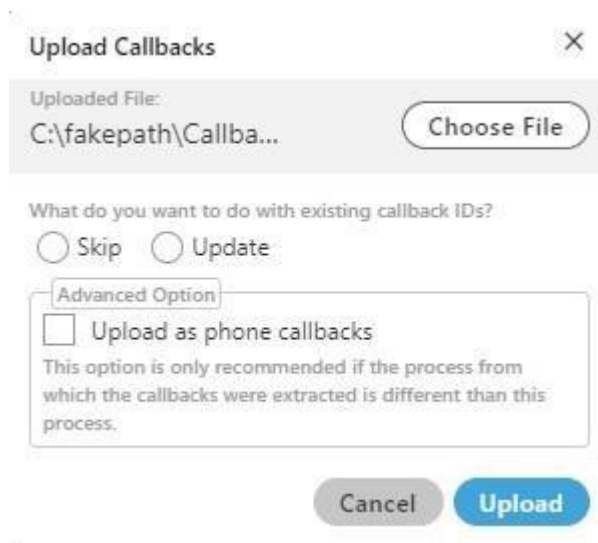 Upload Callbacks
Uploaded File:
C:\fakepath\Callba...
Choose File
What do you want to do with existing callback IDs?
Skip Update
Advanced Option
Upload as phone callbacks
This option is only recommended if the process from
which the callbacks were extracted is different than this
process.
Cancel Upload